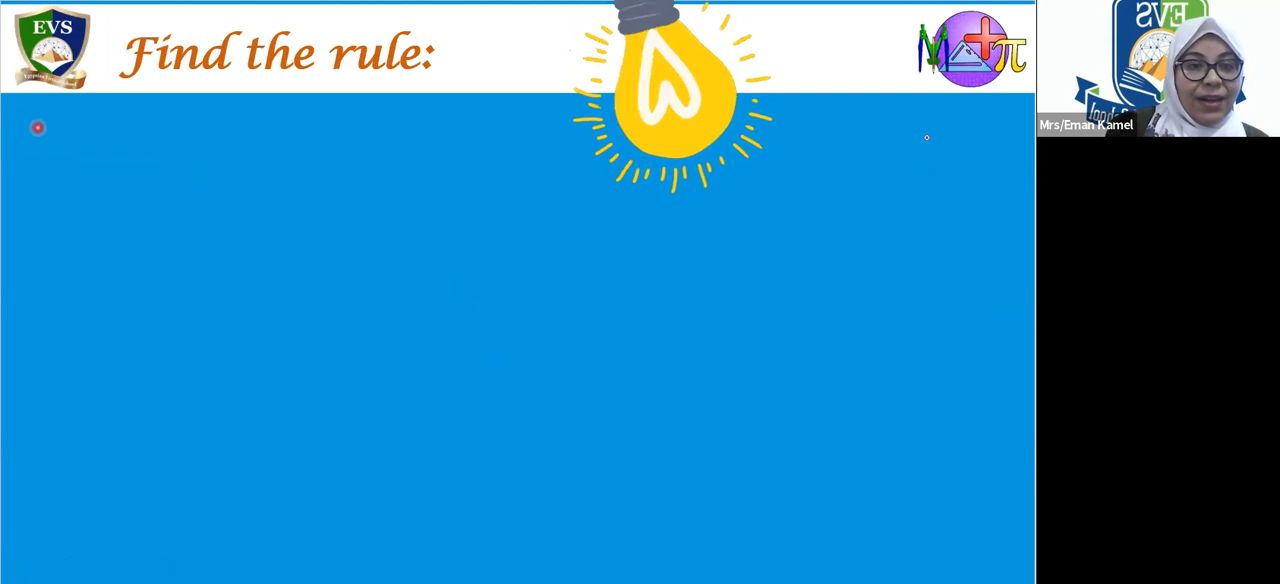 EVS
Find the rule:
M
π
EVS
Mrs/Eman Kamel